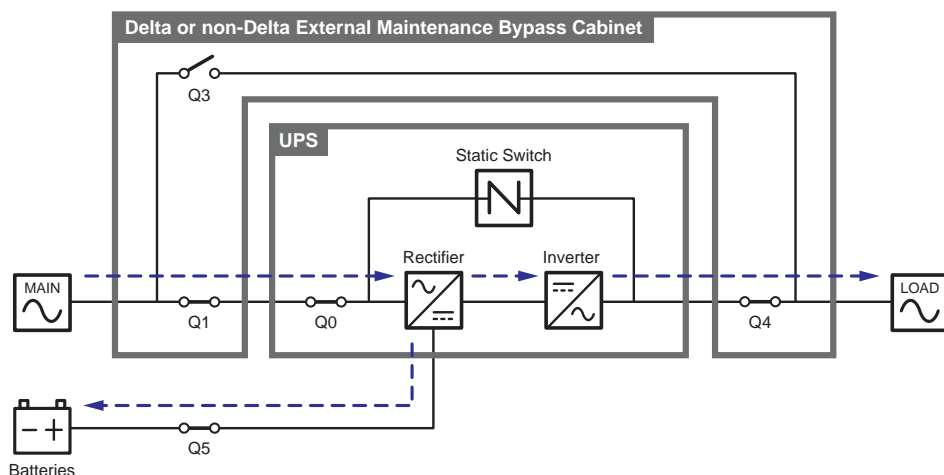 Delta or non-Delta External Maintenance Bypass Cabinet
Q3
UPS
Static Switch
Rectifier
Inverter
MAIN
LOAD
Q1
Q0
Q4
Q5
Batteries